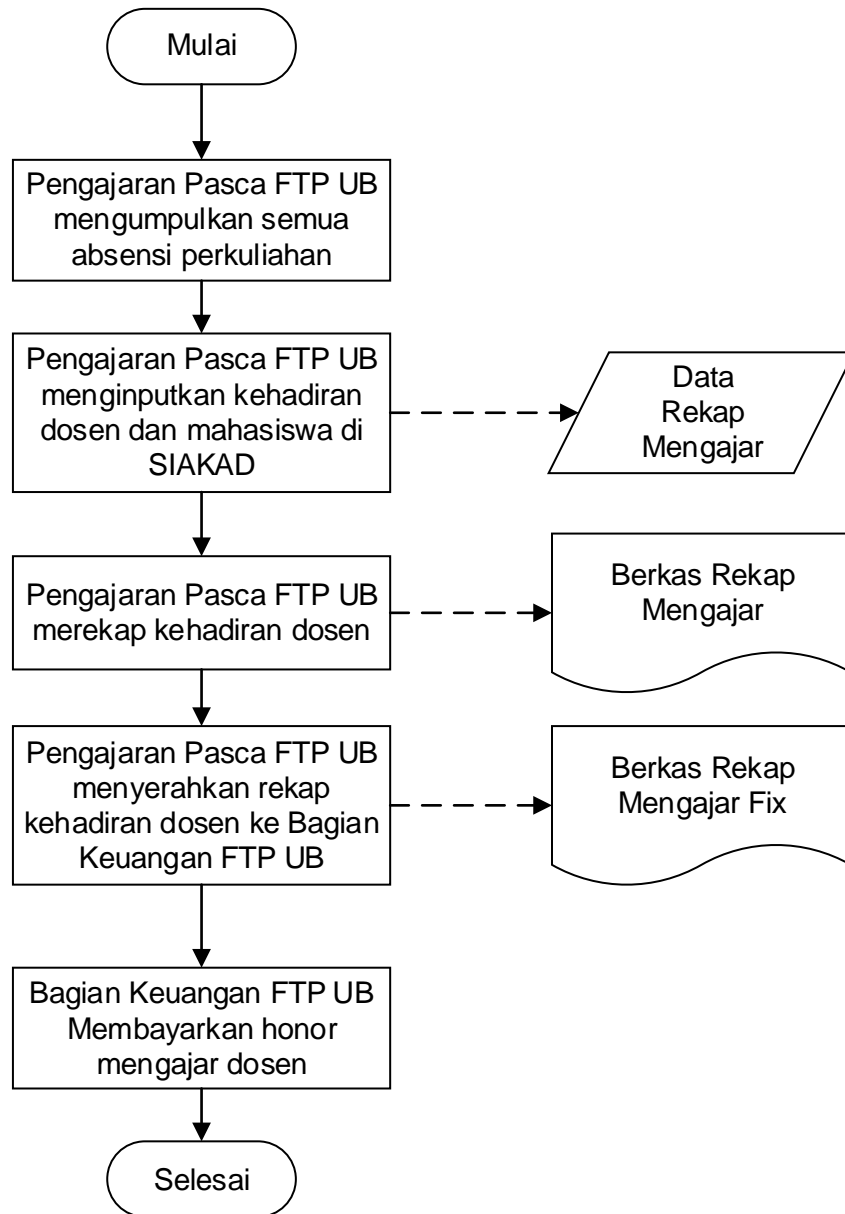 Mulai
Pengajaran Pasca FTP UB
mengumpulkan semua
absensi perkuliahan
Pengajaran Pasca FTP UB
menginputkan kehadiran
dosen dan mahasiswa di
SIAKAD
Data
Rekap
Mengajar
Pengajaran Pasca FTP UB
merekap kehadiran dosen
Berkas Rekap
Mengajar
Pengajaran Pasca FTP UB
menyerahkan rekap
kehadiran dosen ke Bagian
Keuangan FTP UB
Berkas Rekap
Mengajar Fix
Bagian Keuangan FTP UB
Membayarkan honor
mengajar dosen
Selesai